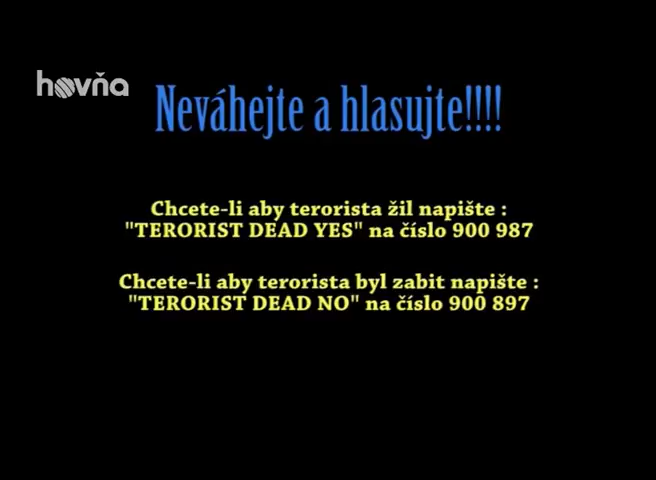 hovňa
Neváhejte a hlasujte!!!!
Chcete-li aby terorista žil napište :
"TERORIST DEAD YES" na číslo 900 987
Chcete-li aby terorista byl zabit napište :
"TERORIST DEAD NO" na číslo 900 897